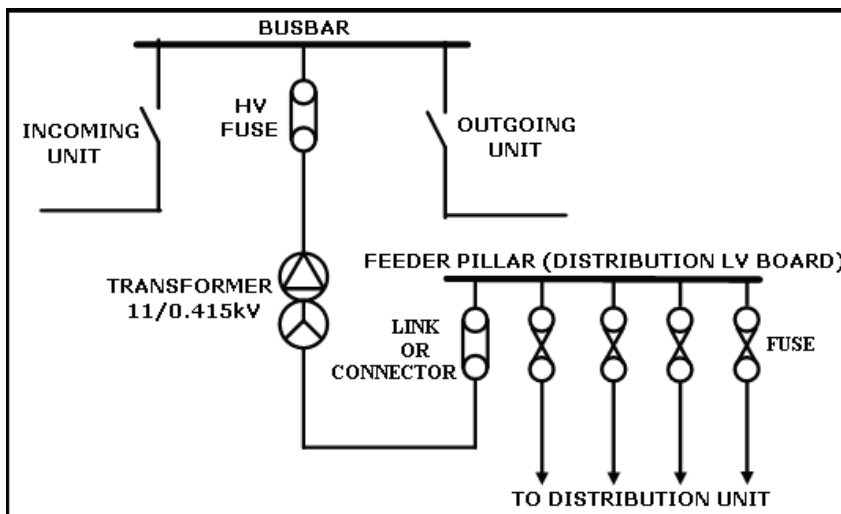 BUSBAR
HV
FUSE
INCOMING
UNIT
OUTGOING
UNIT
FEEDER PILLAR (DISTRIBUTION LV BOARD)
TRANSFORMER
11/0.415kV
LINK
OR
CONNECTOR
FUSE
TO DISTRIBUTION UNIT